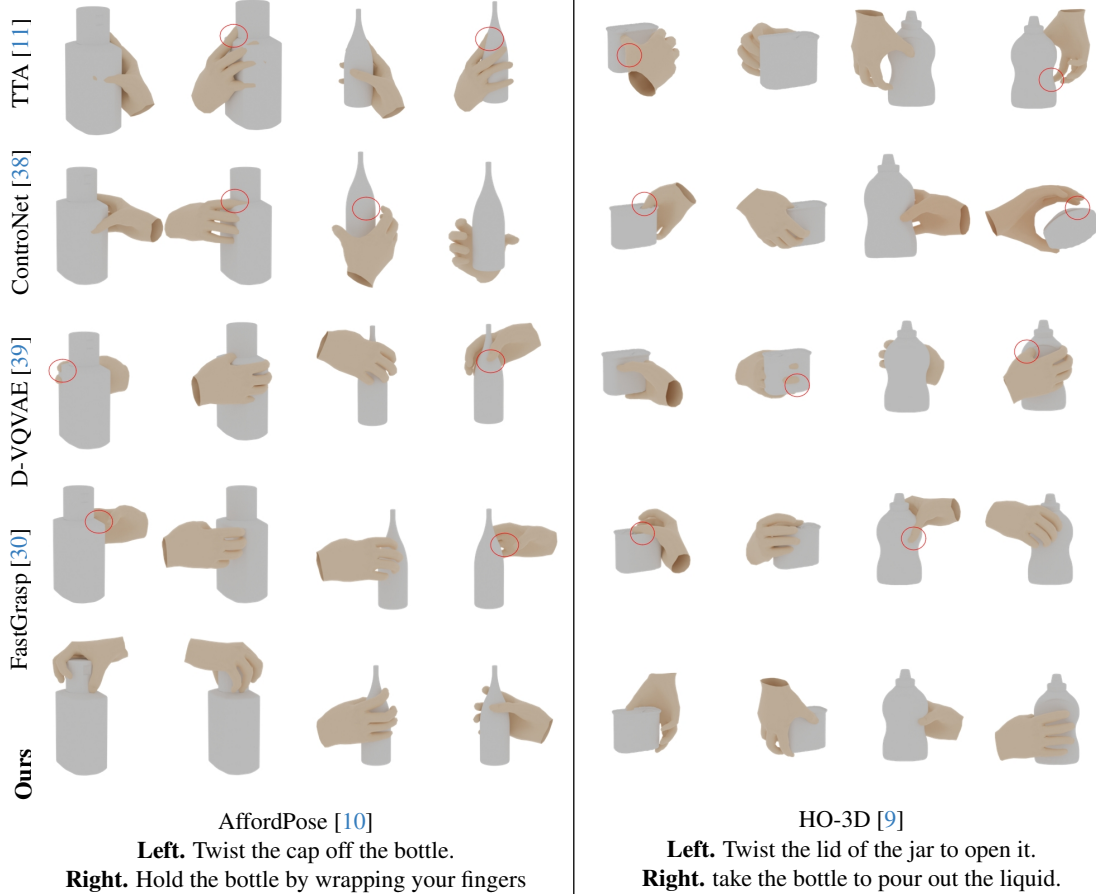 TTA [11]
ControNet [38]
D-VQVAE [39]
FastGrasp [30]
Ours
AffordPose [10]
Left. Twist the cap off the bottle.
Right. Hold the bottle by wrapping your fingers
HO-3D [9]
Left. Twist the lid of the jar to open it.
Right. take the bottle to pour out the liquid.